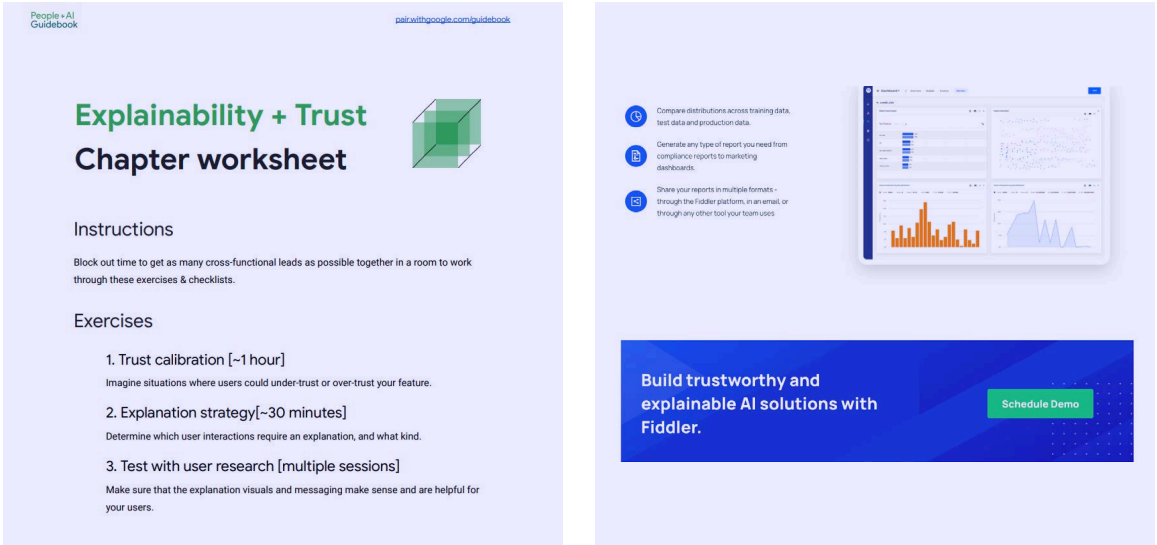 People + AI
Guidebook
pair.withgoogle.com/guidebook
Explainability + Trust
Chapter worksheet
Instructions
Block out time to get as many cross-functional leads as possible together in a room to work
through these exercises & checklists.
Exercises
1. Trust calibration [~1 hour]
Imagine situations where users could under-trust or over-trust your feature.
2. Explanation strategy[~30 minutes]
Determine which user interactions require an explanation, and what kind.
3. Test with user research [multiple sessions]
Make sure that the explanation visuals and messaging make sense and are helpful for
your users.
Compare distributions across training data,
test data and production data.
Generate any type of report you need from
compliance reports to marketing
dashboards.
Share your reports in multiple formats -
through the Fiddler platform, in an email, or
through any other tool your team uses
Build trustworthy and
explainable AI solutions with
Fiddler.
Schedule Demo